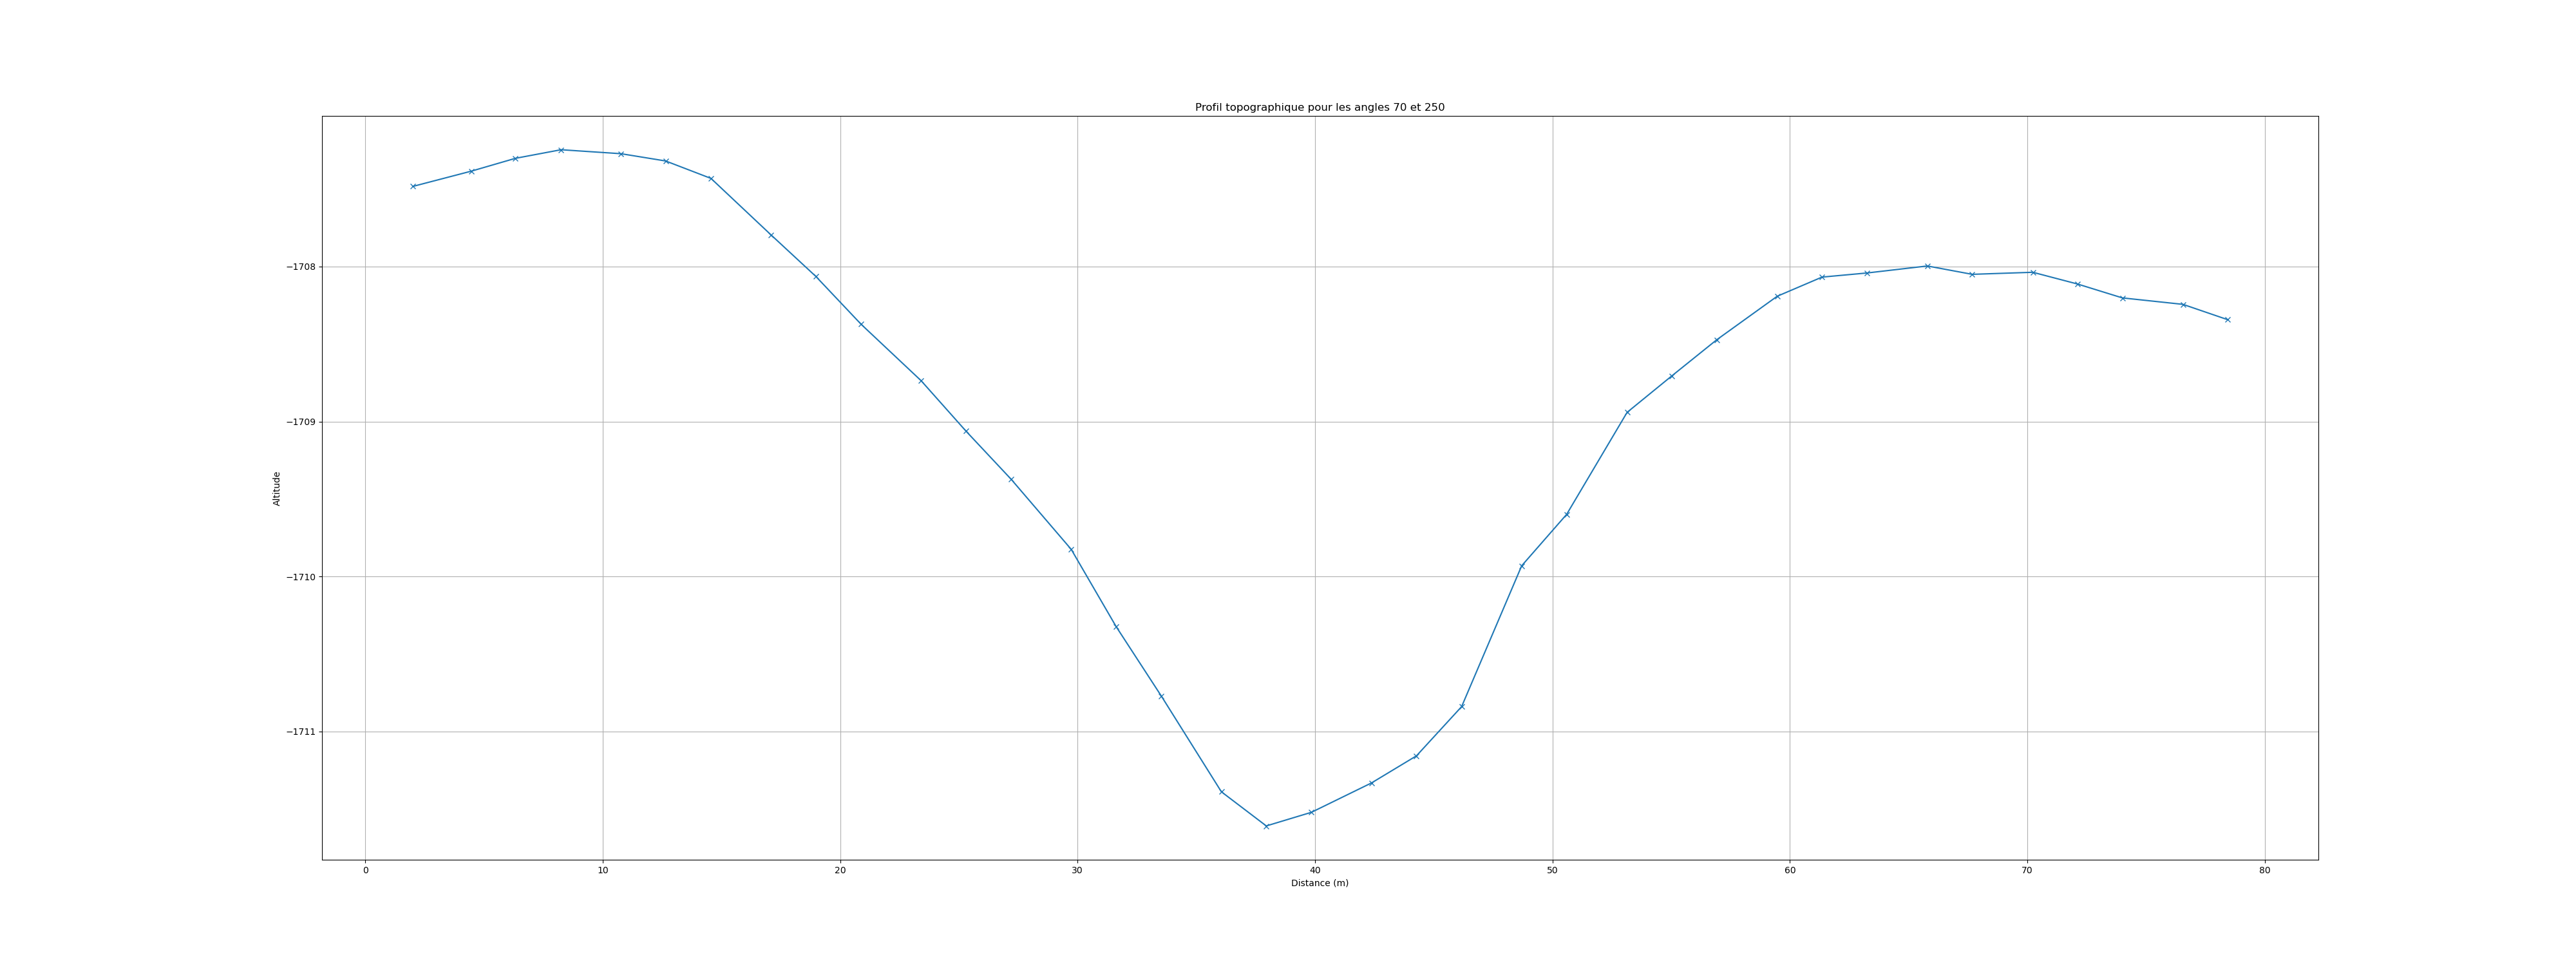 Profil topographique pour les angles 70 et 250
Altitude
−1708
−1709
−1710
−1711
0 10 20 30 40 50 60 70 80
Distance (m)